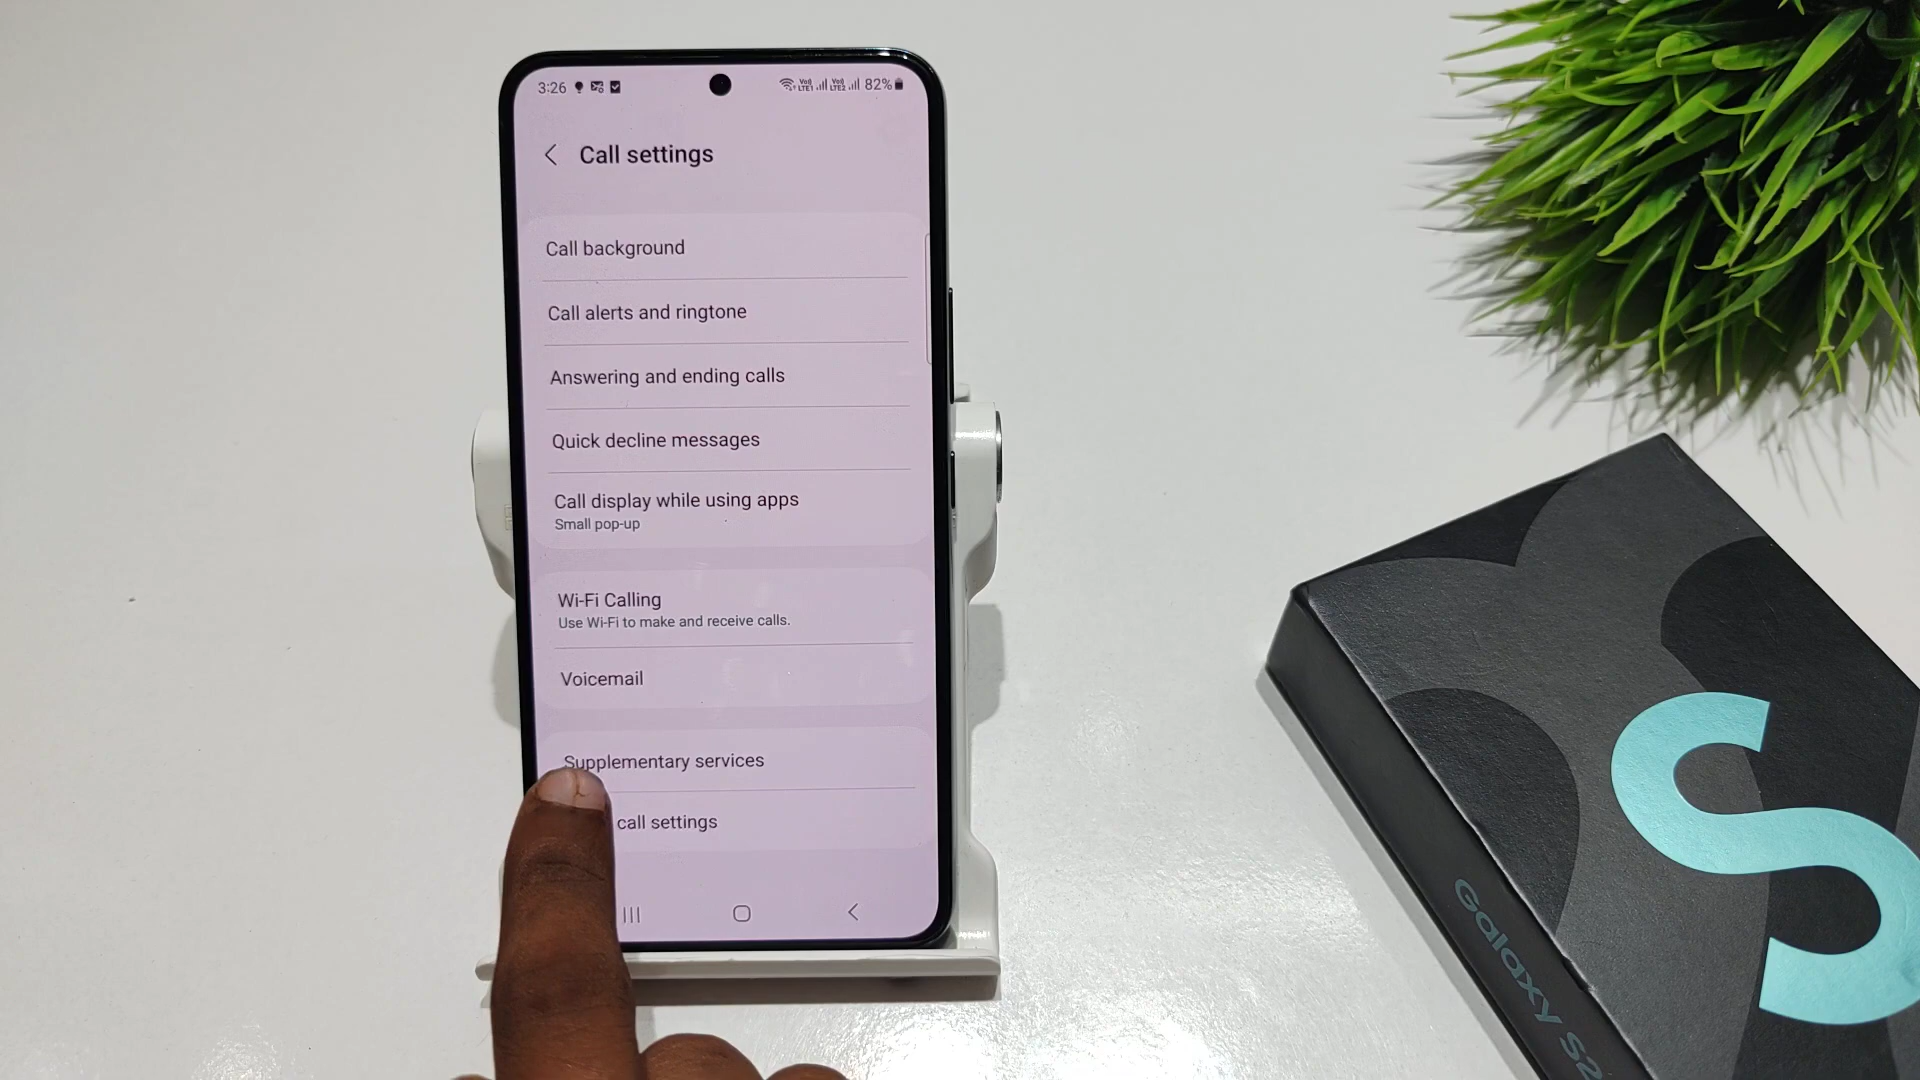 3:26 82%
Call settings
Call background
Call alerts and ringtone
Answering and ending calls
Quick decline messages
Call display while using apps
Small pop-up
Wi-Fi Calling
Use Wi-Fi to make and receive calls.
Voicemail
Supplementary services
call settings
S
Galaxy S2